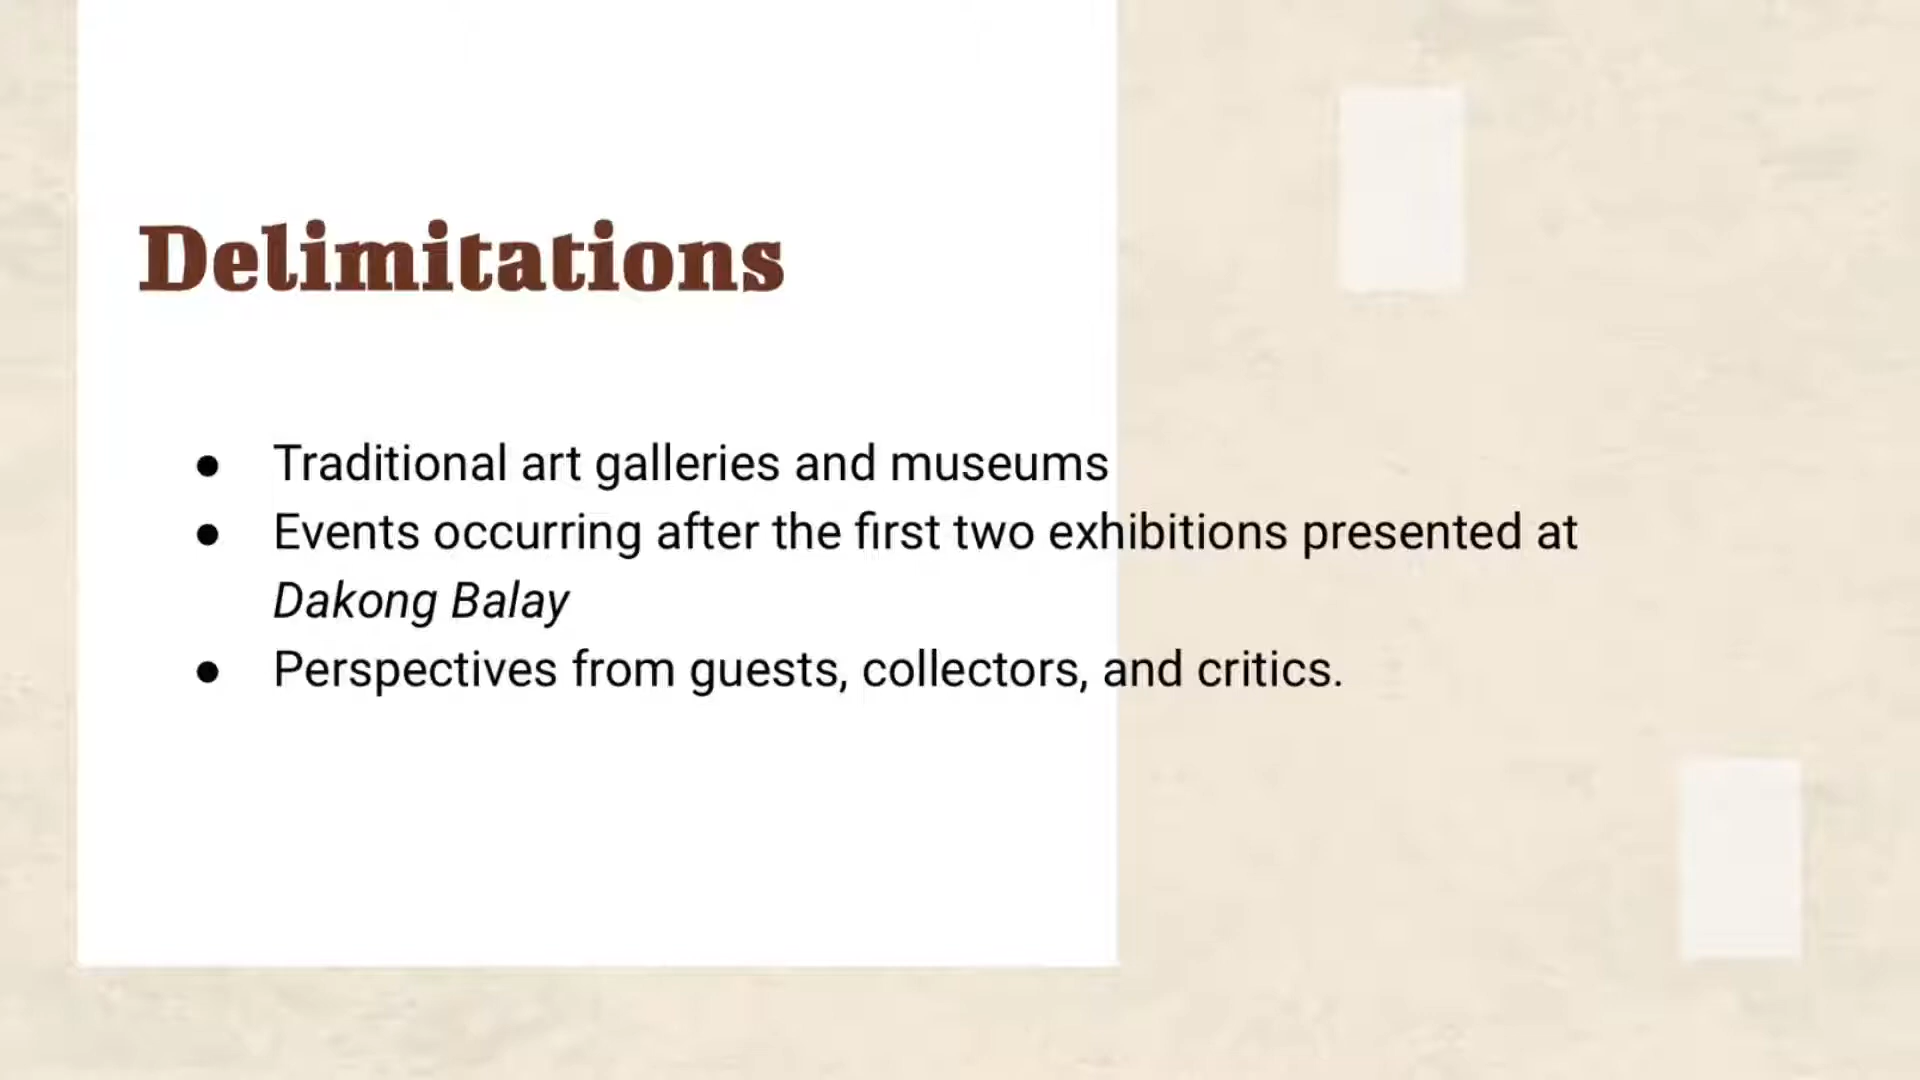 Delimitations
● Traditional art galleries and museums
● Events occurring after the first two exhibitions presented at
Dakong Balay
● Perspectives from guests, collectors, and critics.